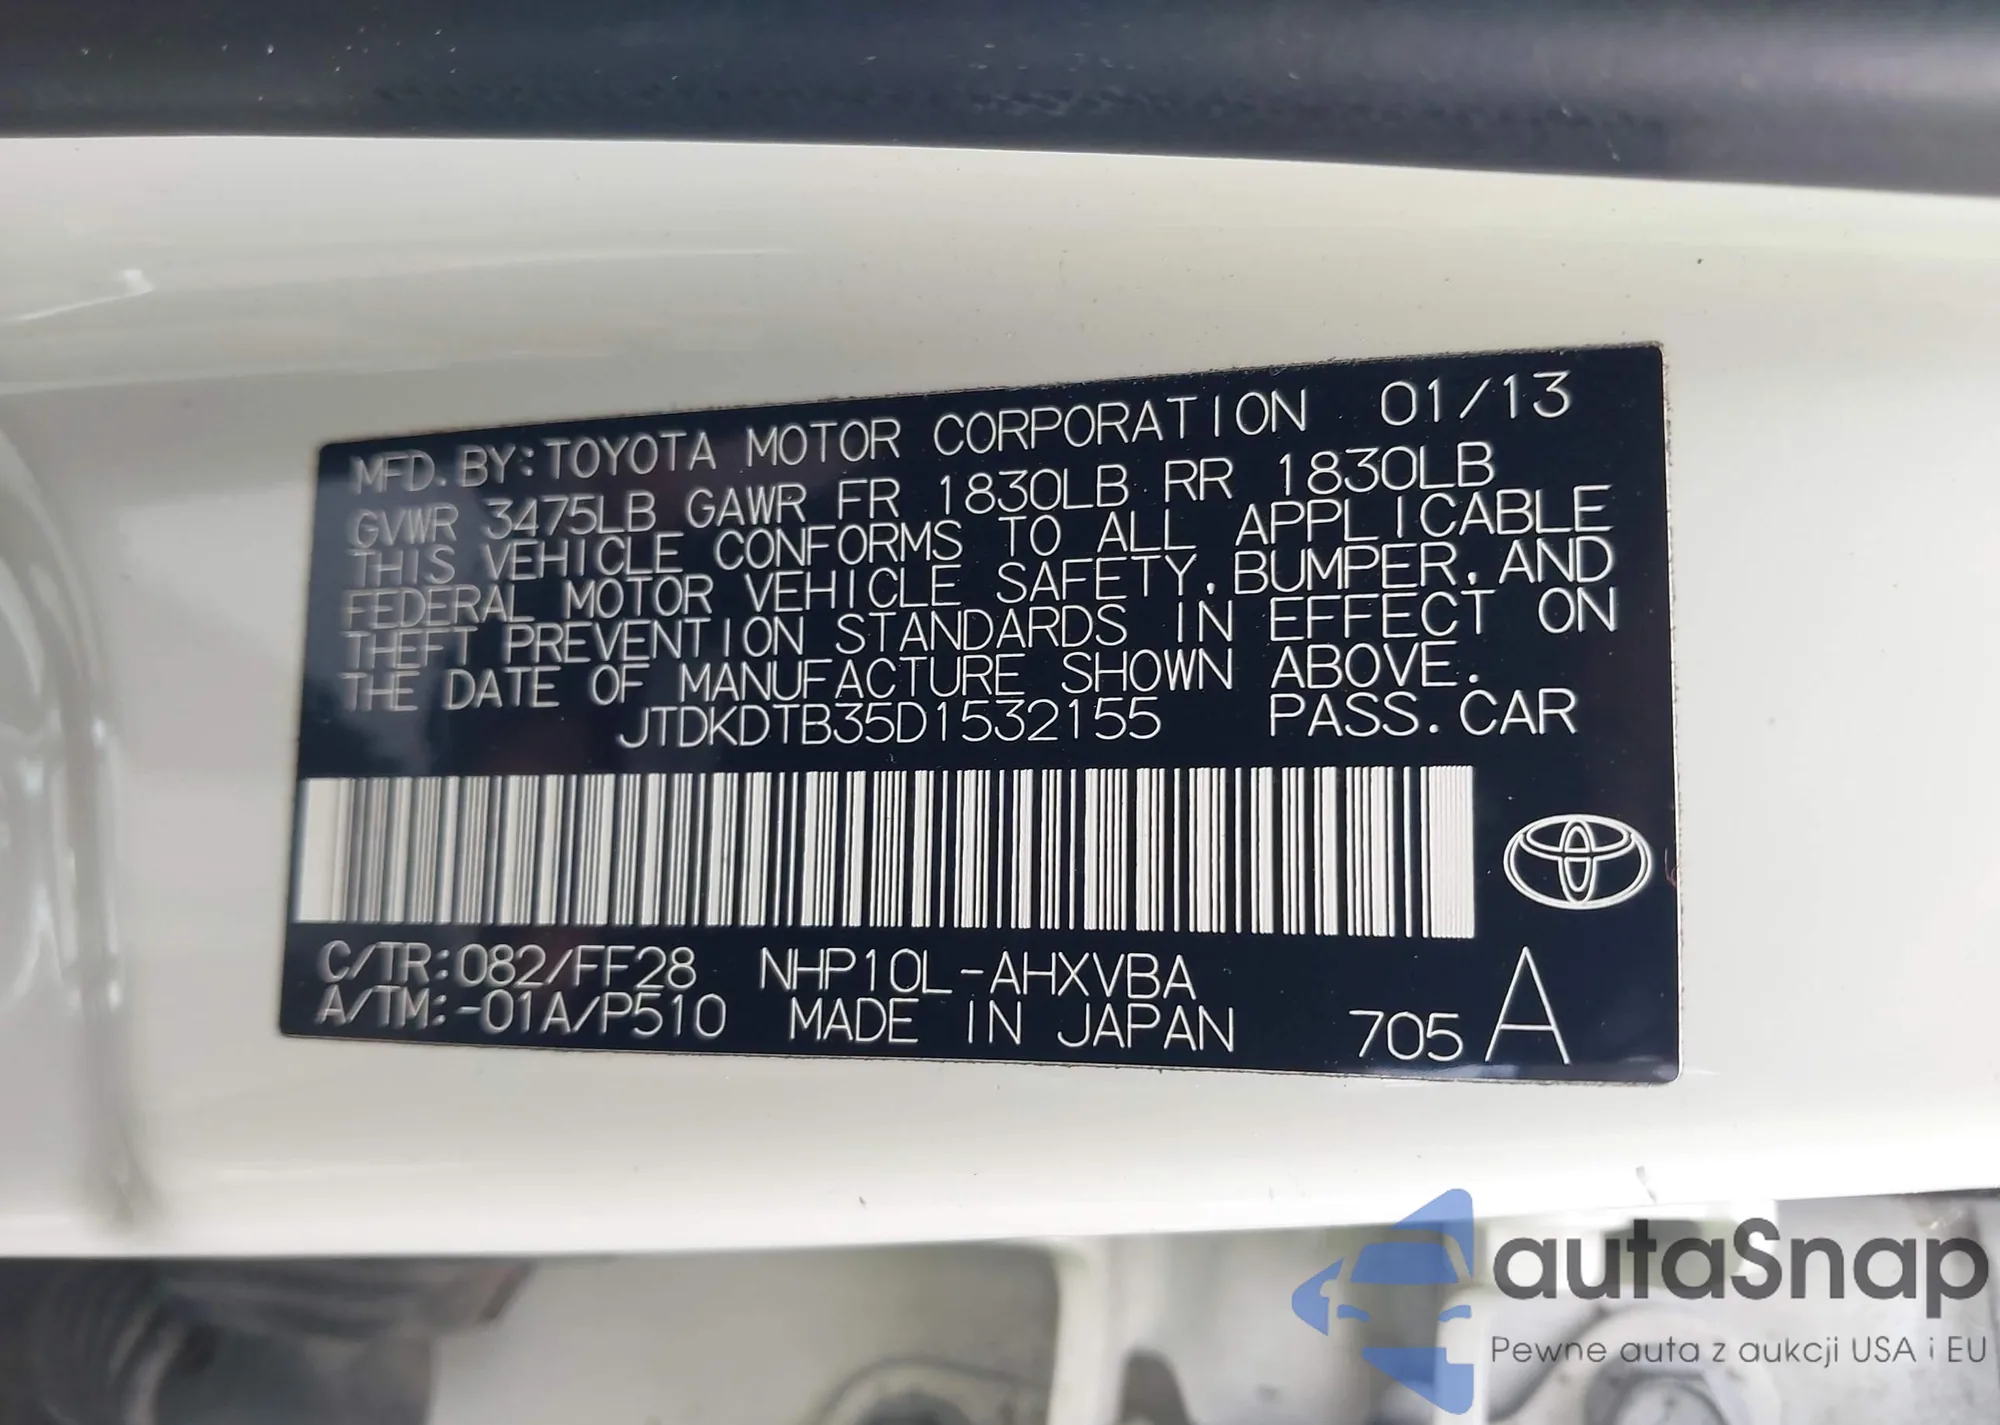 MFD. BY: TOYOTA MOTOR CORPORATION 01/13
GVWR 3475LB GAWR FR 1830LB RR 1830LB
THIS VEHICLE CONFORMS TO ALL APPLICABLE
FEDERAL MOTOR VEHICLE SAFETY, BUMPER, AND
THEFT PREVENTION STANDARDS IN EFFECT ON
THE DATE OF MANUFACTURE SHOWN ABOVE.
JTDKDTB35D1532155 PASS. CAR
C/TR:082/FF28 NHP10L-AHXVBA
A/TM:-01A/P510 MADE IN JAPAN 705 A
autaSnap
Pewne auta z aukcji USA i EU